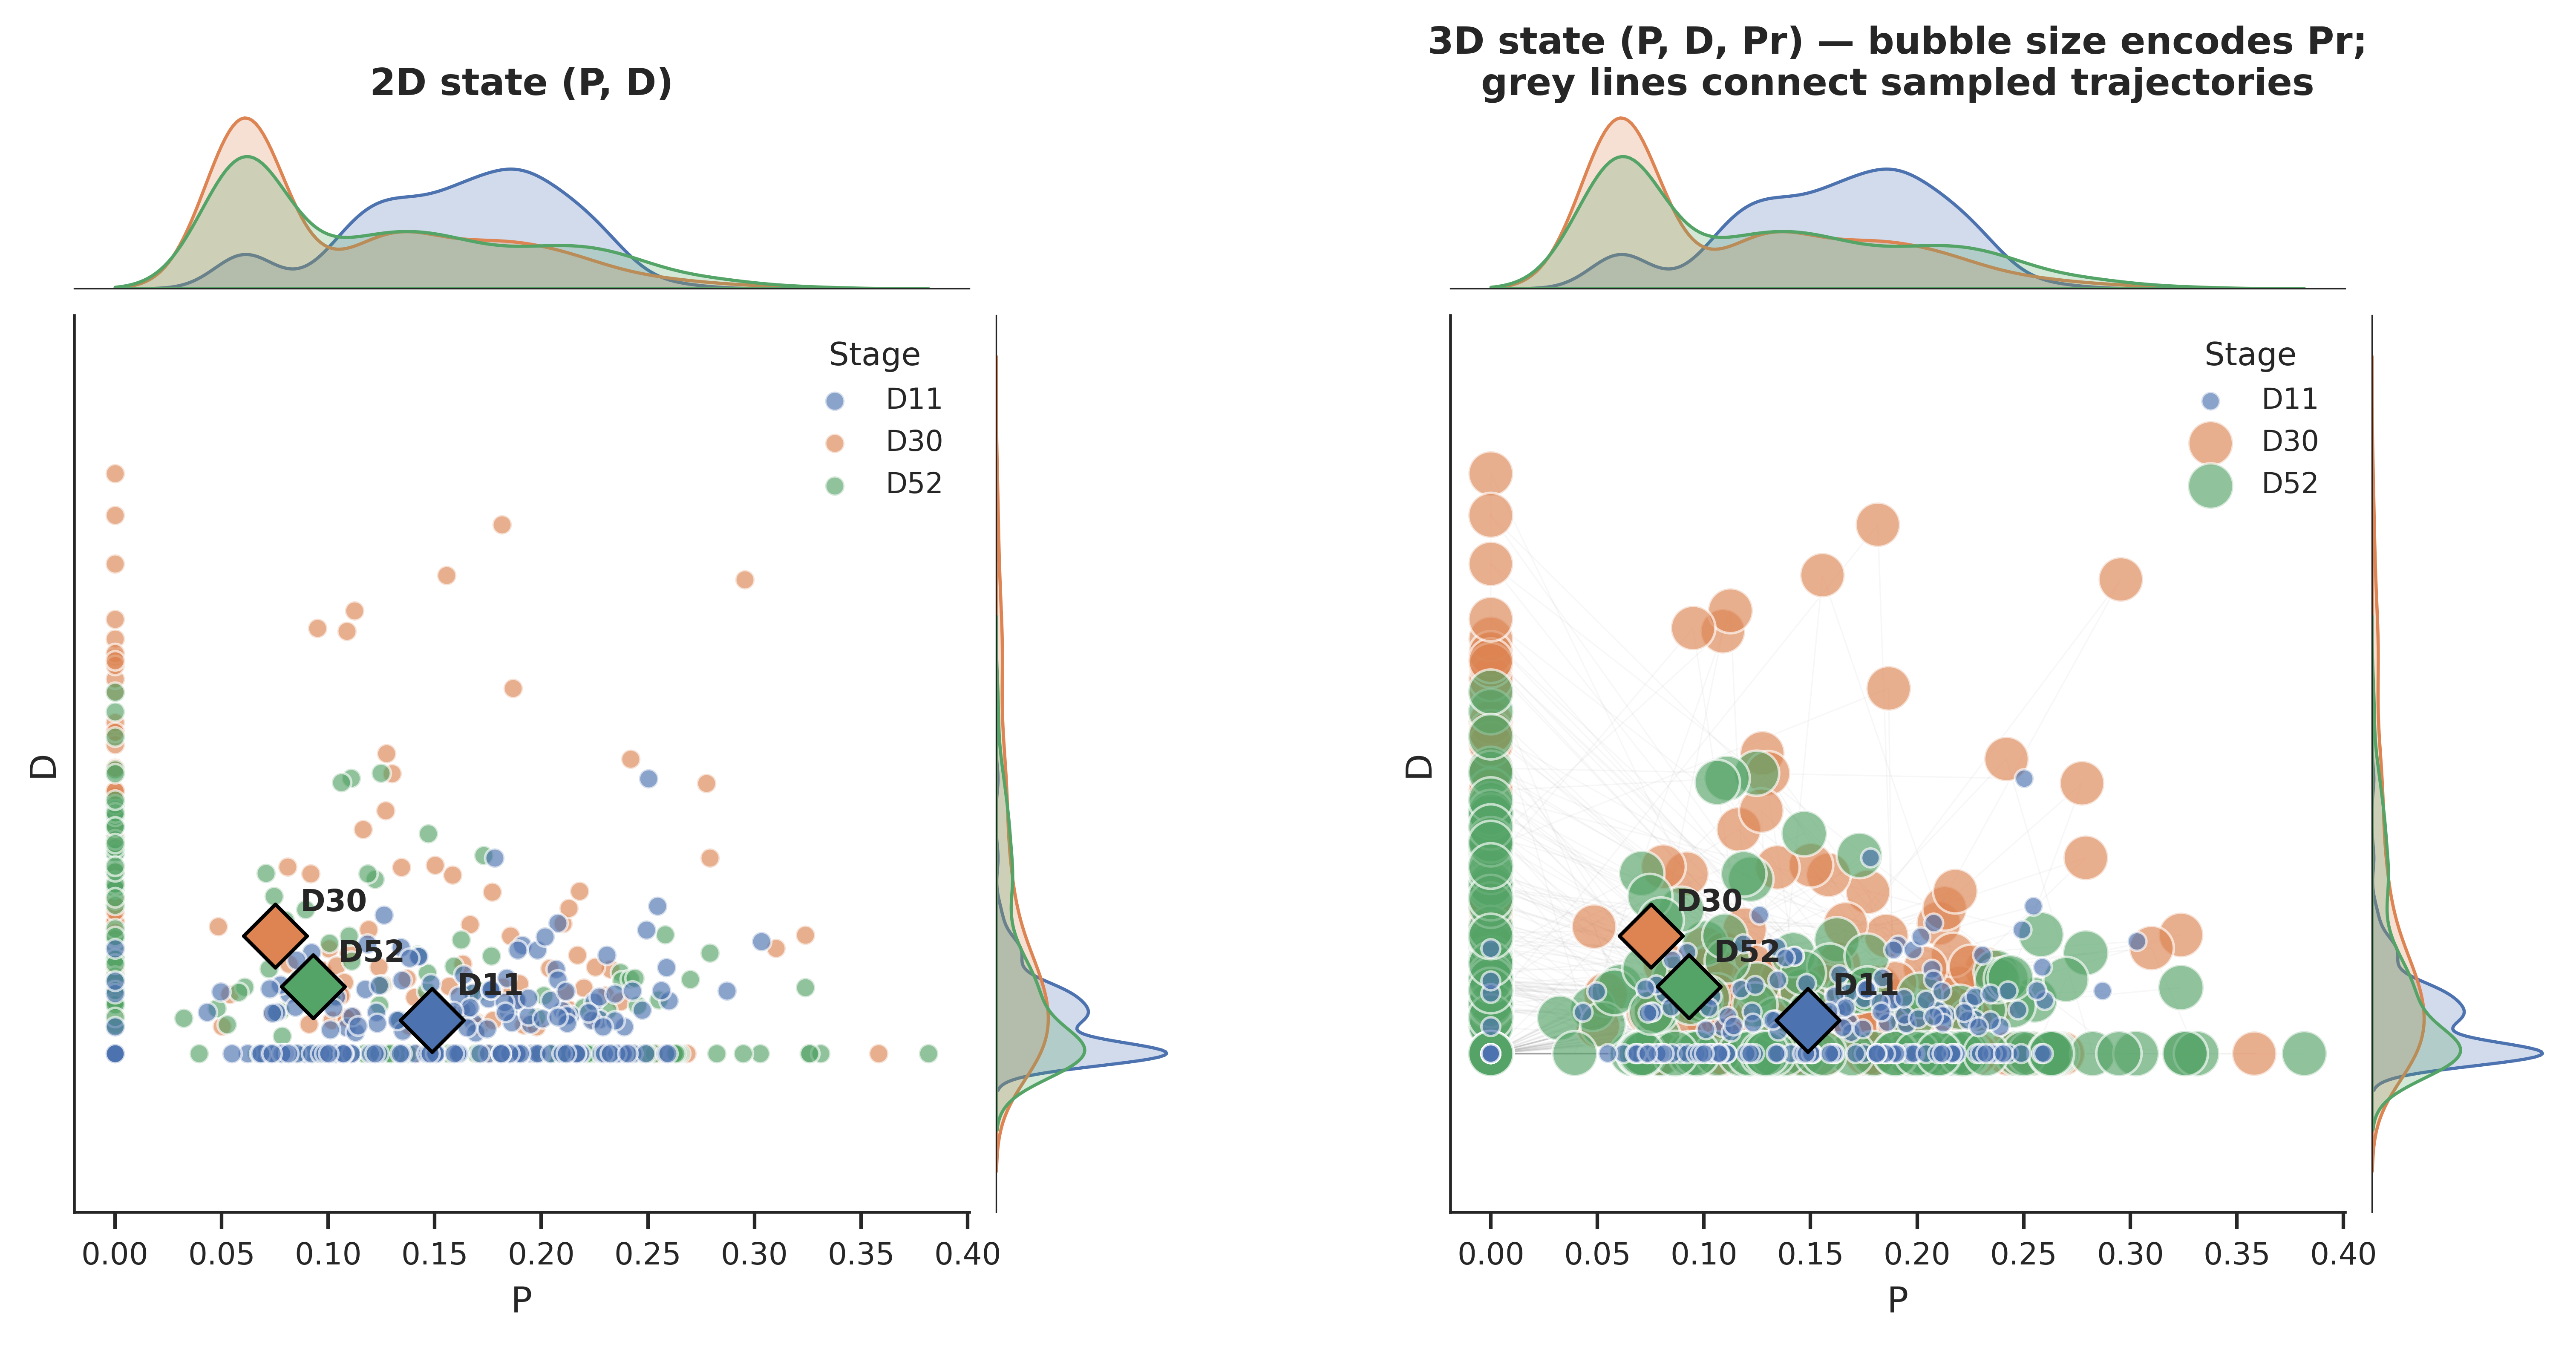 2D state (P, D)
Stage
D11
D30
D52
D30
D52
D11
D
0.00 0.05 0.10 0.15 0.20 0.25 0.30 0.35 0.40
P
3D state (P, D, Pr) — bubble size encodes Pr;
grey lines connect sampled trajectories
Stage
D11
D30
D52
D30
D52
D11
D
0.00 0.05 0.10 0.15 0.20 0.25 0.30 0.35 0.40
P